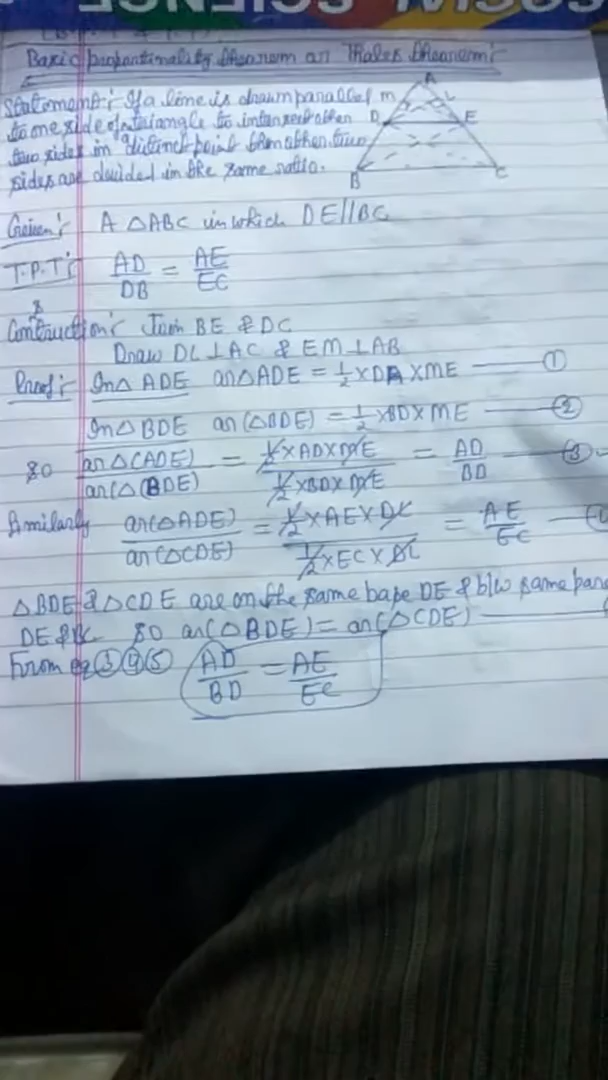 SCIENCE
Basic proportionality theorem or Thales theorem:
Statement: If a line is drawn parallel
to one side of a triangle to intersect other
two sides in distinct point then other two
sides are divided in the same ratio.
A
M L
D E
B C
Given: A △ABC in which DE//BC
T.P.T: AD/DB = AE/EC
Contruction: Join BE & DC
Draw DL⊥AC & EM⊥AB
Proof: In△ ADE ar△ADE = 1/2 ×DA×ME — ①
In△BDE ar(△BDE) = 1/2 ×BD×ME — ②
So ar△(ADE)/ar△(BDE) = 1/2×AD×ME / 1/2×BD×ME = AD/BD — ③
Similarly ar(△ADE)/ar(△CDE) = 1/2×AE×DL / 1/2×EC×DL = AE/EC —
△BDE & △CDE are on the same base DE & b/w same
DE & BC so ar(△BDE) = ar(△CDE) —
From eq ③④⑤ AD/BD = AE/EC